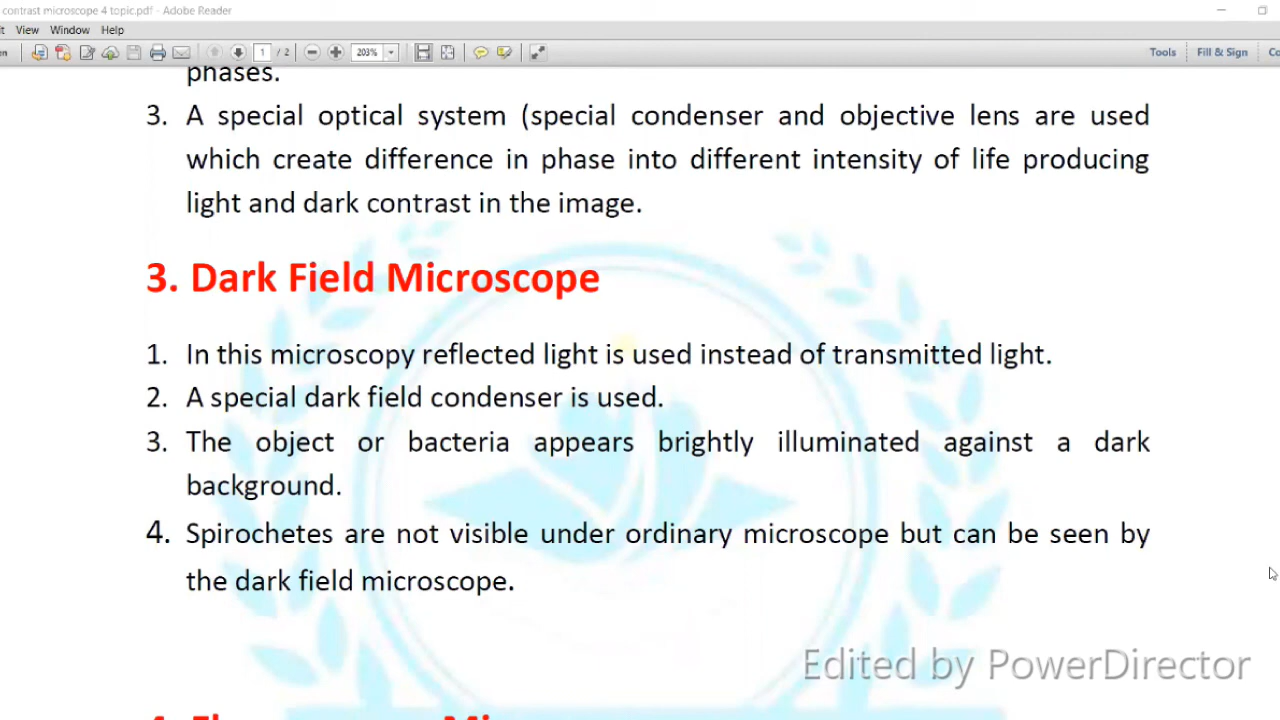 contrast microscope 4 topic.pdf - Adobe Reader
View Window Help
1 / 2 203% Tools Fill & Sign
phases.
3. A special optical system (special condenser and objective lens are used
which create difference in phase into different intensity of life producing
light and dark contrast in the image.
3. Dark Field Microscope
1. In this microscopy reflected light is used instead of transmitted light.
2. A special dark field condenser is used.
3. The object or bacteria appears brightly illuminated against a dark
background.
4. Spirochetes are not visible under ordinary microscope but can be seen by
the dark field microscope.
Edited by PowerDirector